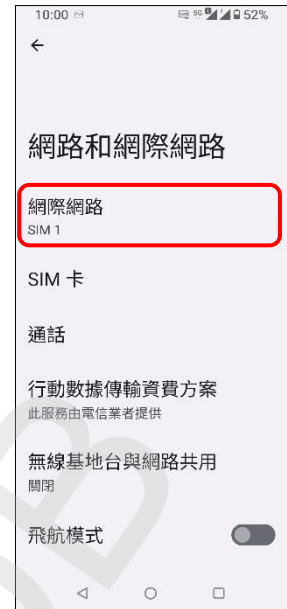 10:00 5G 52%
網路和網際網路
網際網路
SIM 1
SIM 卡
通話
行動數據傳輸資費方案
此服務由電信業者提供
無線基地台與網路共用
關閉
飛航模式